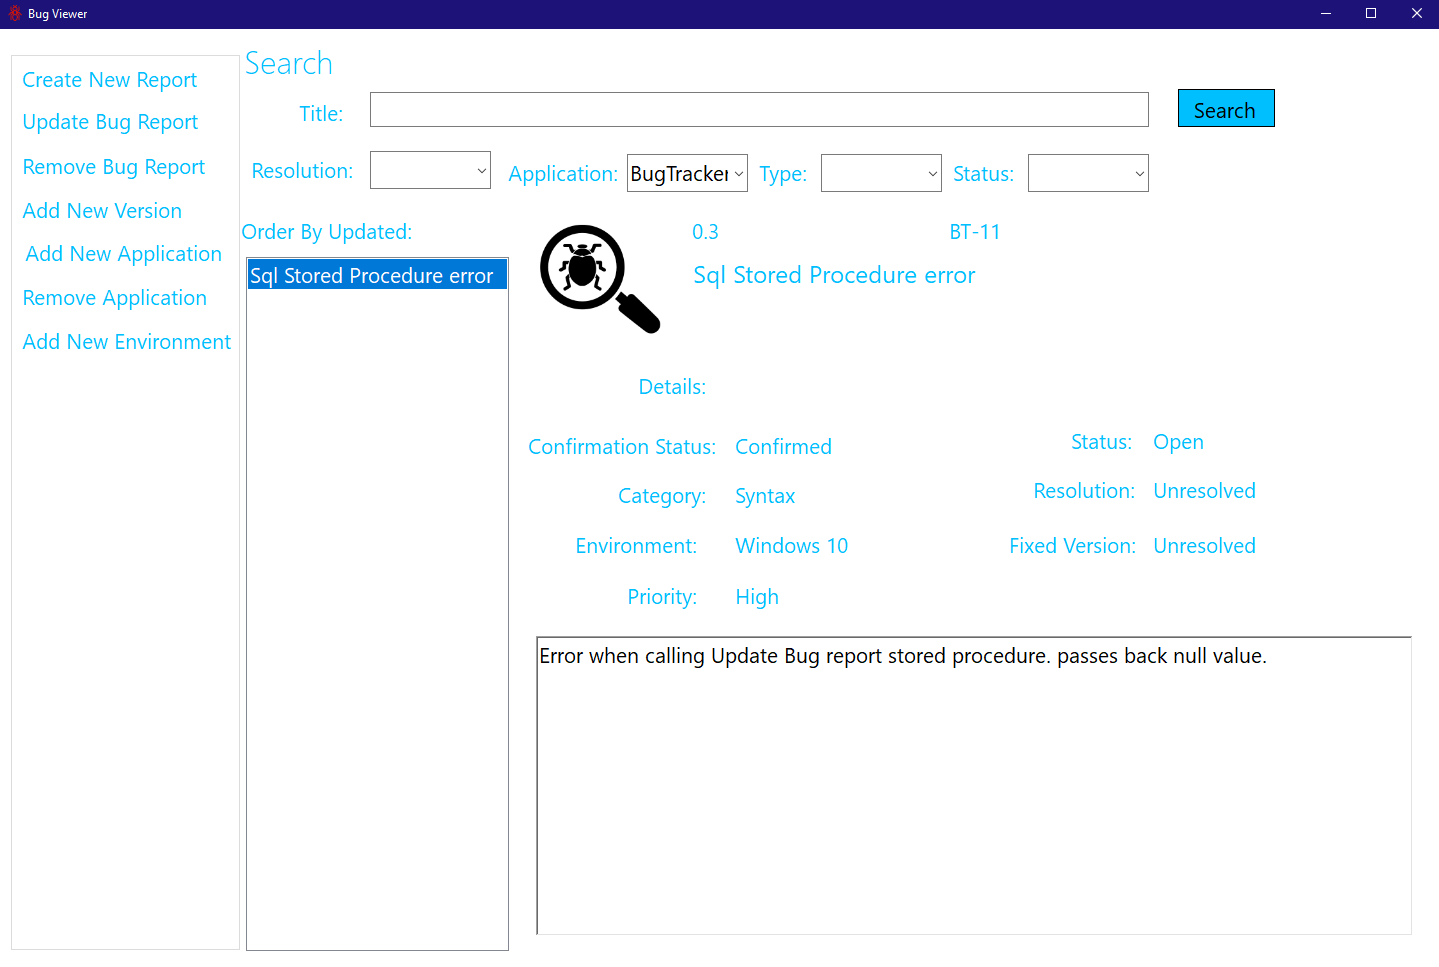 Bug Viewer
Create New Report
Update Bug Report
Remove Bug Report
Add New Version
Add New Application
Remove Application
Add New Environment
Search
Title:
Search
Resolution:
Application: BugTracker
Type:
Status:
Order By Updated:
Sql Stored Procedure error
0.3
BT-11
Sql Stored Procedure error
Details:
Confirmation Status: Confirmed
Status: Open
Category: Syntax
Resolution: Unresolved
Environment: Windows 10
Fixed Version: Unresolved
Priority: High
Error when calling Update Bug report stored procedure. passes back null value.